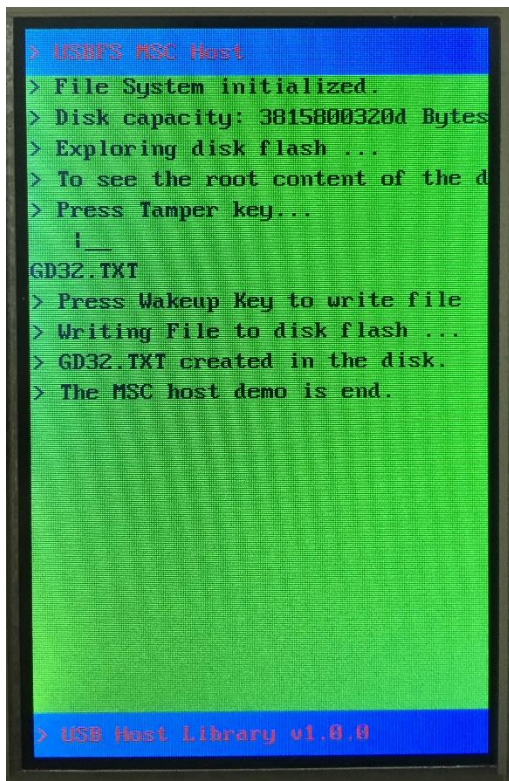 > USBFS MSC Host
> File System initialized.
> Disk capacity: 3815800320d Bytes
> Exploring disk flash ...
> To see the root content of the d
> Press Tamper key...
|__
GD32.TXT
> Press Wakeup Key to write file
> Writing File to disk flash ...
> GD32.TXT created in the disk.
> The MSC host demo is end.
> USB Host Library v1.0.0